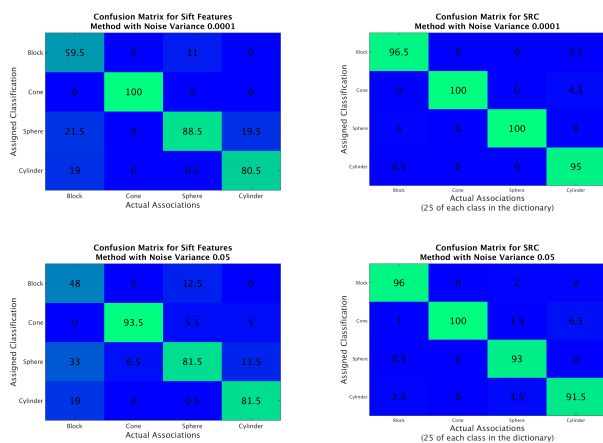 Confusion Matrix for Sift Features
Method with Noise Variance 0.0001
Assigned Classification
Block 59.5 0 11 0
Cone 0 100 0 0
Sphere 21.5 0 88.5 19.5
Cylinder 19 0 0.5 80.5
Block Cone Sphere Cylinder
Actual Associations
Confusion Matrix for SRC
Method with Noise Variance 0.0001
Assigned Classification
Block 96.5 0 0 0.5
Cone 0 100 0 4.5
Sphere 3 0 100 0
Cylinder 0.5 0 0 95
Block Cone Sphere Cylinder
Actual Associations
(25 of each class in the dictionary)
Confusion Matrix for Sift Features
Method with Noise Variance 0.05
Assigned Classification
Block 48 0 12.5 0
Cone 0 93.5 5.5 5
Sphere 33 6.5 81.5 13.5
Cylinder 19 0 0.5 81.5
Block Cone Sphere Cylinder
Actual Associations
Confusion Matrix for SRC
Method with Noise Variance 0.05
Assigned Classification
Block 96 0 2 2
Cone 1 100 1.5 6.5
Sphere 0.5 0 93 0
Cylinder 2.5 0 3.5 91.5
Block Cone Sphere Cylinder
Actual Associations
(25 of each class in the dictionary)